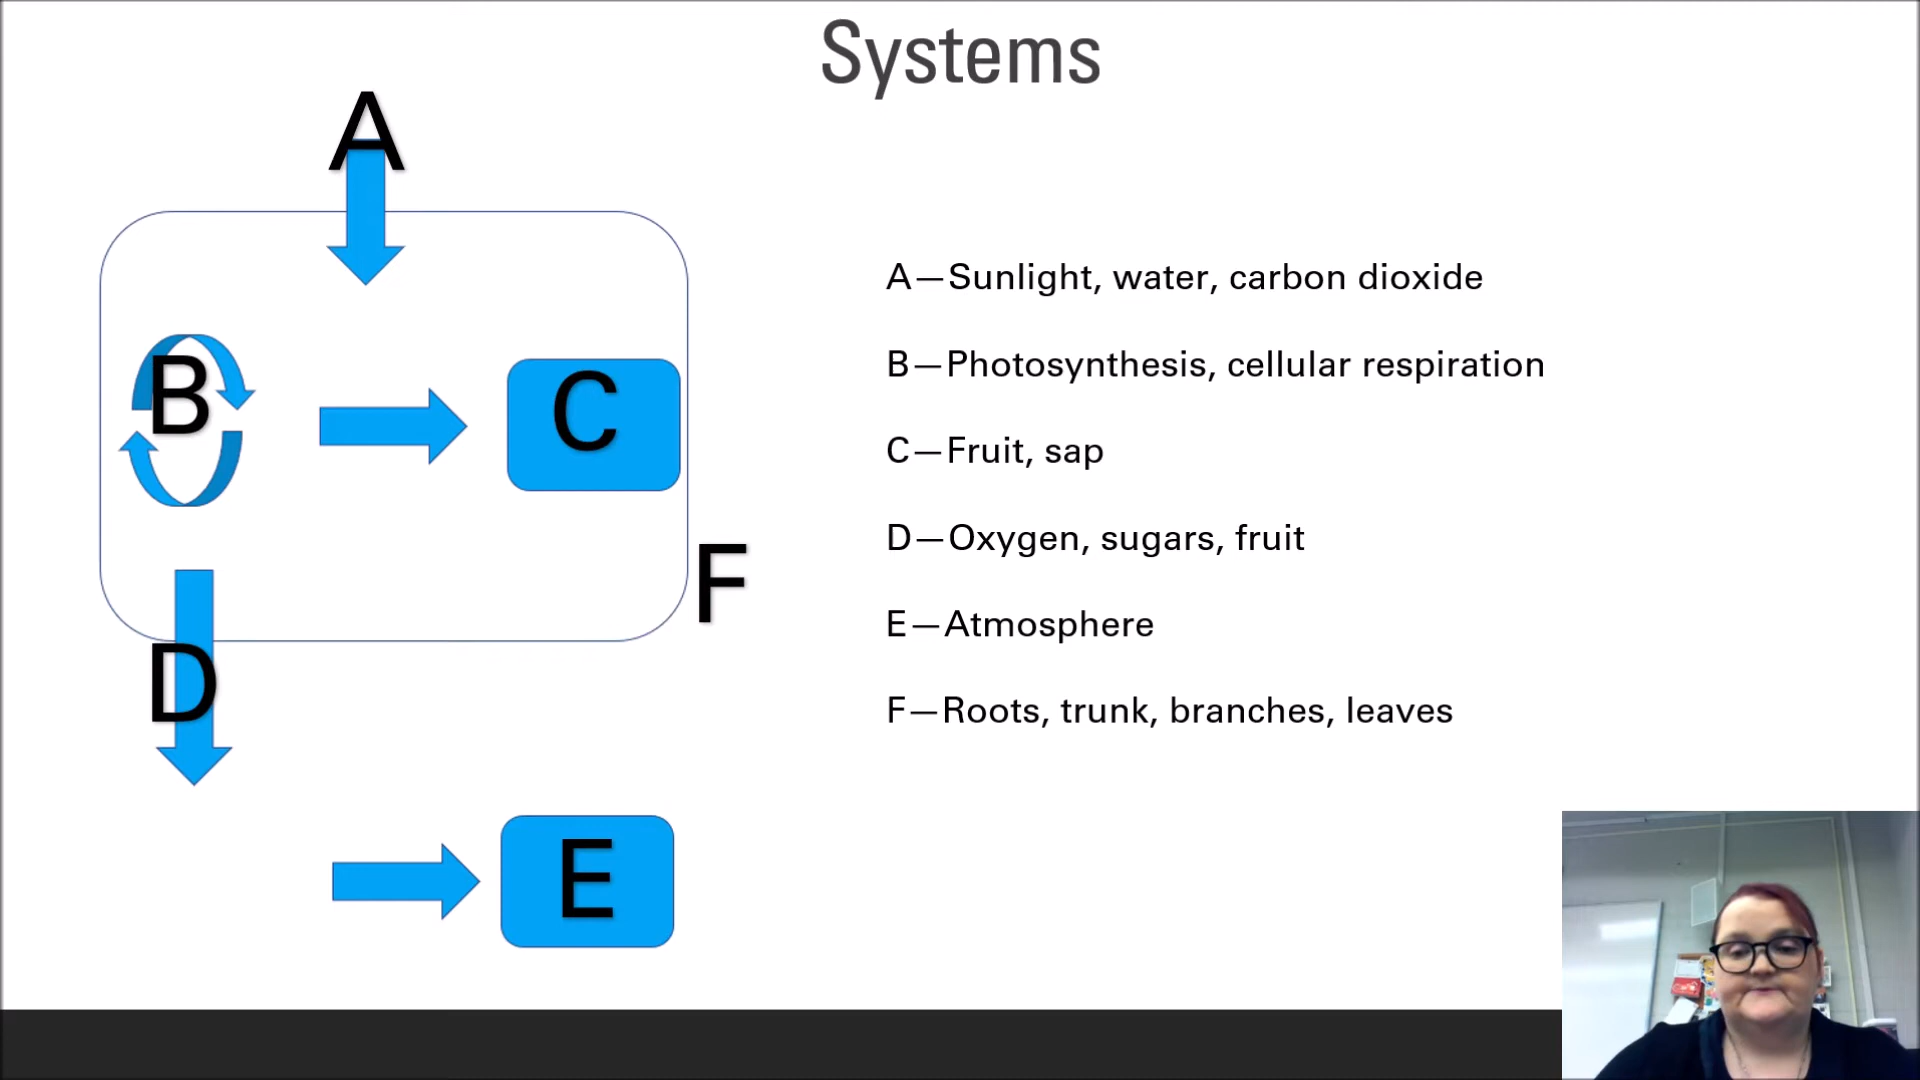 Systems
A
B
C
F
D
E
A—Sunlight, water, carbon dioxide
B—Photosynthesis, cellular respiration
C—Fruit, sap
D—Oxygen, sugars, fruit
E—Atmosphere
F—Roots, trunk, branches, leaves